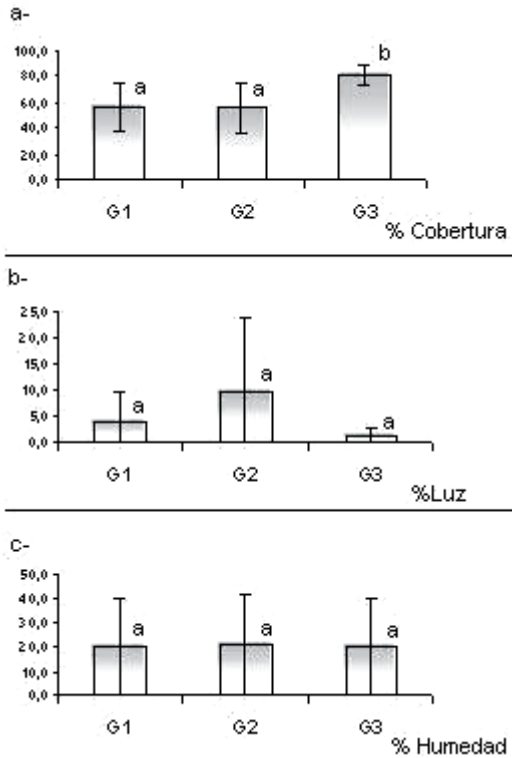 a-
100,0
80,0
60,0
40,0
20,0
0,0
a
a
b
G1 G2 G3
% Cobertura
b-
25,0
20,0
15,0
10,0
5,0
0,0
a
a
a
G1 G2 G3
%Luz
c-
50,0
40,0
30,0
20,0
10,0
0,0
a
a
a
G1 G2 G3
% Humedad